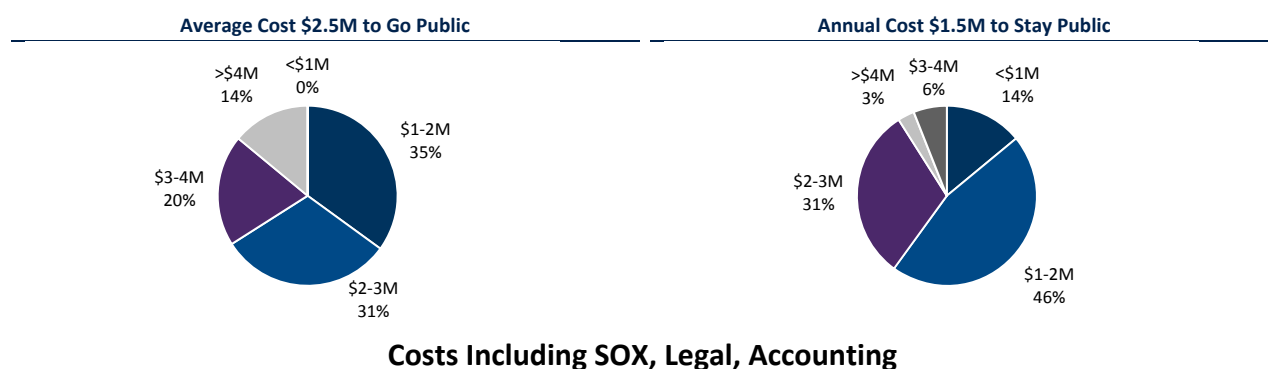 Average Cost $2.5M to Go Public
<$1M
0%
>$4M
14%
$1-2M
35%
$3-4M
20%
$2-3M
31%
Annual Cost $1.5M to Stay Public
$3-4M
6%
>$4M
3%
<$1M
14%
$2-3M
31%
$1-2M
46%
Costs Including SOX, Legal, Accounting